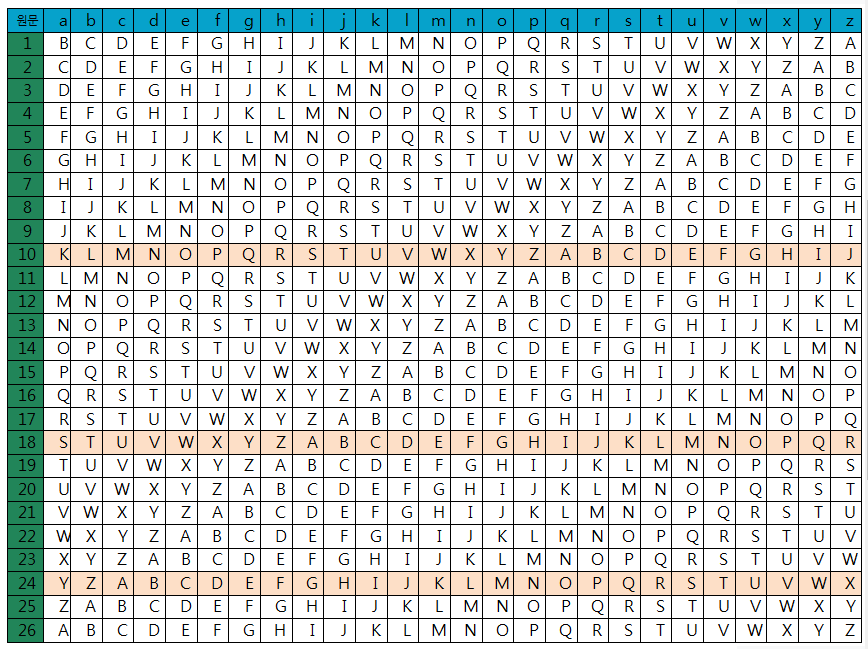 원문 a b c d e f g h i j k l m n o p q r s t u v w x y z
1 B C D E F G H I J K L M N O P Q R S T U V W X Y Z A
2 C D E F G H I J K L M N O P Q R S T U V W X Y Z A B
3 D E F G H I J K L M N O P Q R S T U V W X Y Z A B C
4 E F G H I J K L M N O P Q R S T U V W X Y Z A B C D
5 F G H I J K L M N O P Q R S T U V W X Y Z A B C D E
6 G H I J K L M N O P Q R S T U V W X Y Z A B C D E F
7 H I J K L M N O P Q R S T U V W X Y Z A B C D E F G
8 I J K L M N O P Q R S T U V W X Y Z A B C D E F G H
9 J K L M N O P Q R S T U V W X Y Z A B C D E F G H I
10 K L M N O P Q R S T U V W X Y Z A B C D E F G H I J
11 L M N O P Q R S T U V W X Y Z A B C D E F G H I J K
12 M N O P Q R S T U V W X Y Z A B C D E F G H I J K L
13 N O P Q R S T U V W X Y Z A B C D E F G H I J K L M
14 O P Q R S T U V W X Y Z A B C D E F G H I J K L M N
15 P Q R S T U V W X Y Z A B C D E F G H I J K L M N O
16 Q R S T U V W X Y Z A B C D E F G H I J K L M N O P
17 R S T U V W X Y Z A B C D E F G H I J K L M N O P Q
18 S T U V W X Y Z A B C D E F G H I J K L M N O P Q R
19 T U V W X Y Z A B C D E F G H I J K L M N O P Q R S
20 U V W X Y Z A B C D E F G H I J K L M N O P Q R S T
21 V W X Y Z A B C D E F G H I J K L M N O P Q R S T U
22 W X Y Z A B C D E F G H I J K L M N O P Q R S T U V
23 X Y Z A B C D E F G H I J K L M N O P Q R S T U V W
24 Y Z A B C D E F G H I J K L M N O P Q R S T U V W X
25 Z A B C D E F G H I J K L M N O P Q R S T U V W X Y
26 A B C D E F G H I J K L M N O P Q R S T U V W X Y Z